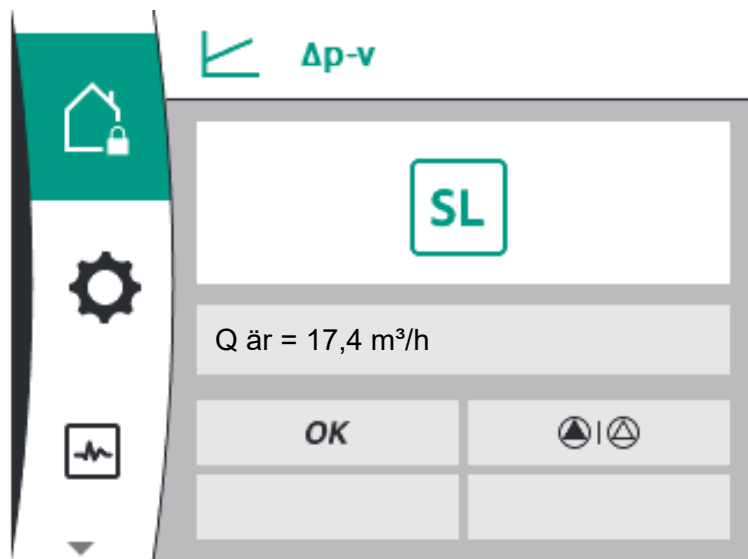 Δp-v
SL
Q är = 17,4 m³/h
OK